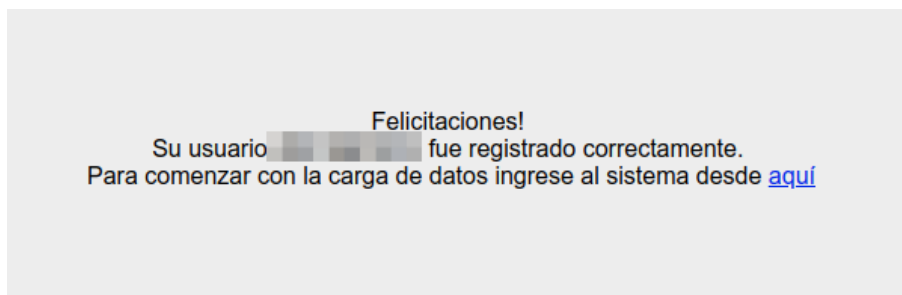 Felicitaciones!
Su usuario fue registrado correctamente.
Para comenzar con la carga de datos ingrese al sistema desde aquí